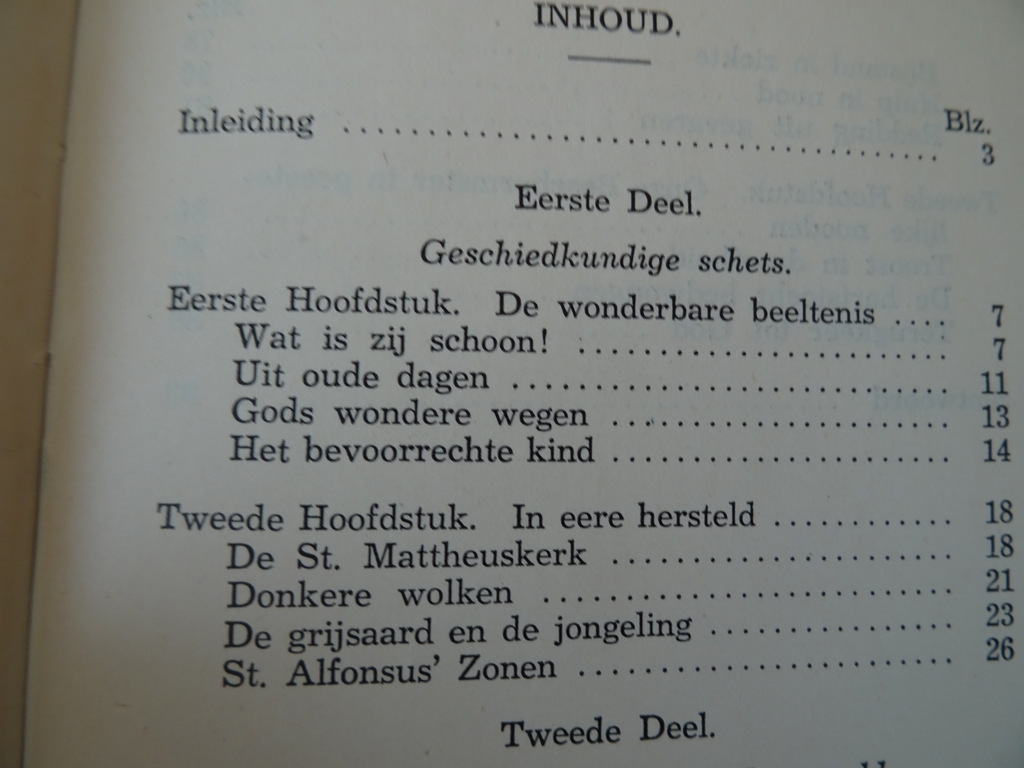 INHOUD.
Blz.
Inleiding ........................................ 3
Eerste Deel.
Geschiedkundige schets.
Eerste Hoofdstuk. De wonderbare beeltenis .... 7
Wat is zij schoon! ........................ 7
Uit oude dagen ............................ 11
Gods wondere wegen ..................... 13
Het bevoorrechte kind ..................... 14
Tweede Hoofdstuk. In eere hersteld ............ 18
De St. Mattheuskerk ..................... 18
Donkere wolken .......................... 21
De grijsaard en de jongeling ............... 23
St. Alfonsus' Zonen ....................... 26
Tweede Deel.